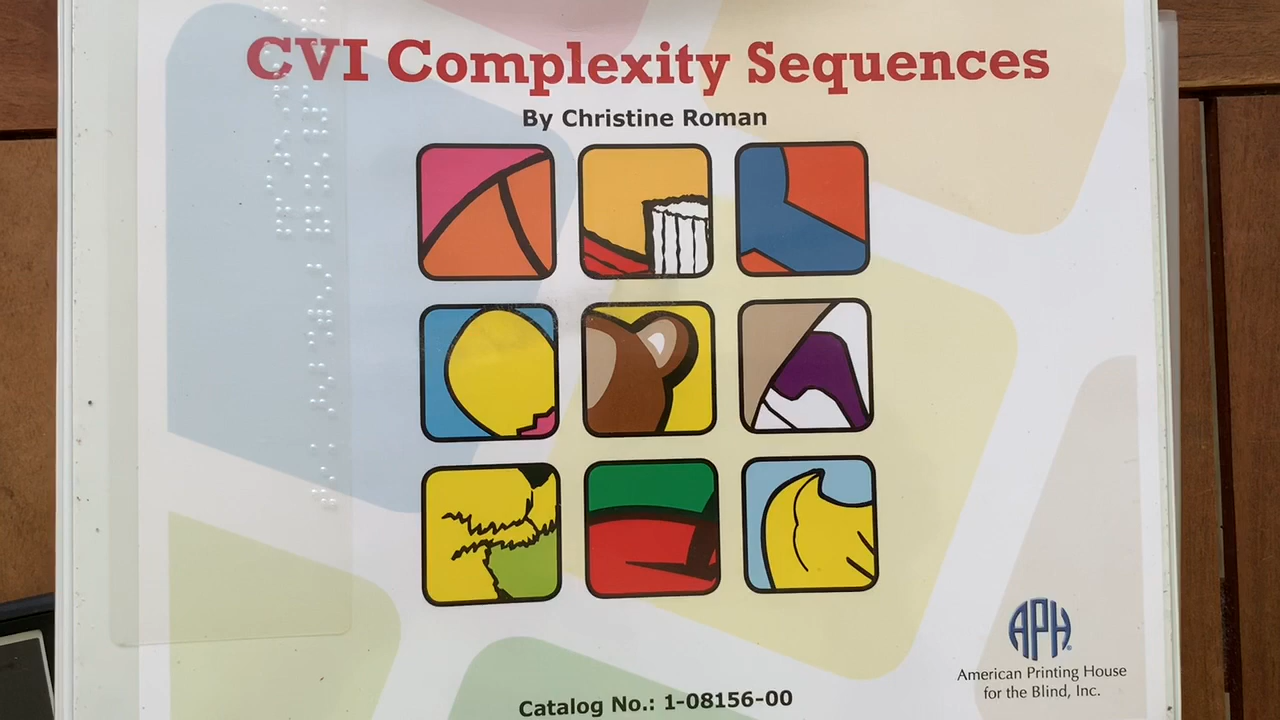 CVI Complexity Sequences
By Christine Roman
APH
American Printing House
for the Blind, Inc.
Catalog No.: 1-08156-00